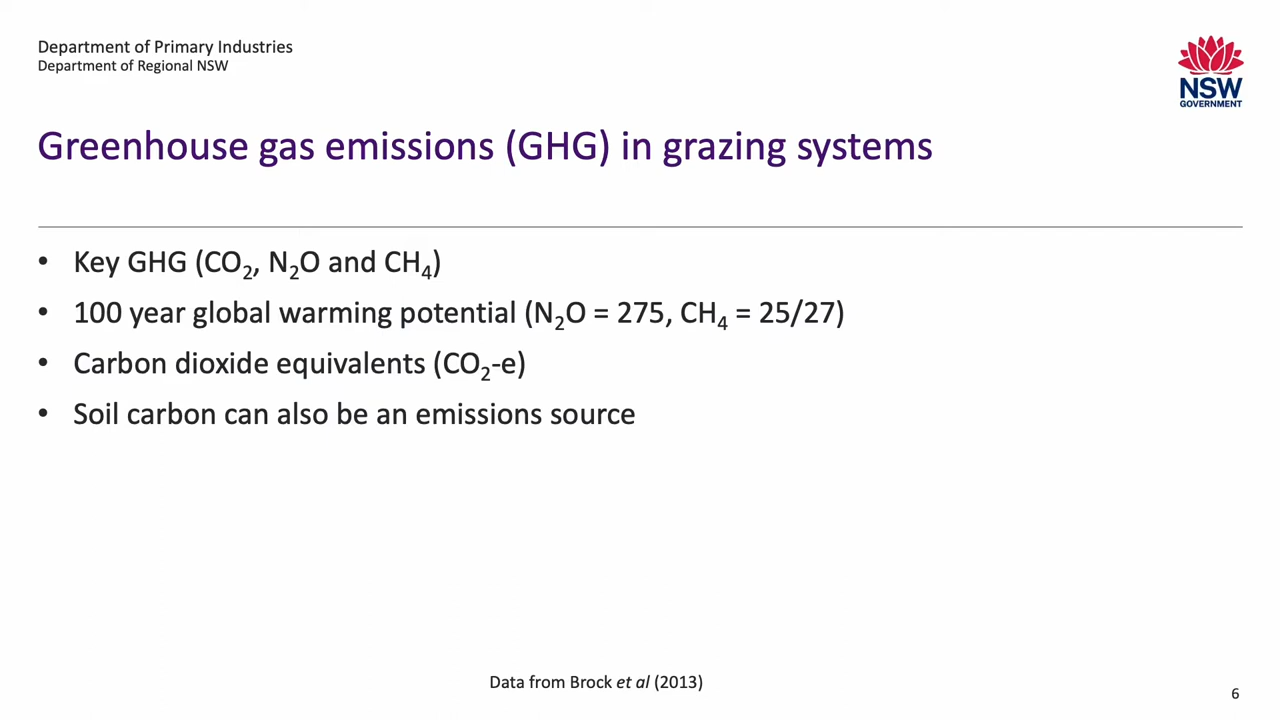 Department of Primary Industries
Department of Regional NSW
NSW
GOVERNMENT
Greenhouse gas emissions (GHG) in grazing systems
• Key GHG (CO₂, N₂O and CH₄)
• 100 year global warming potential (N₂O = 275, CH₄ = 25/27)
• Carbon dioxide equivalents (CO₂-e)
• Soil carbon can also be an emissions source
Data from Brock et al (2013)
6